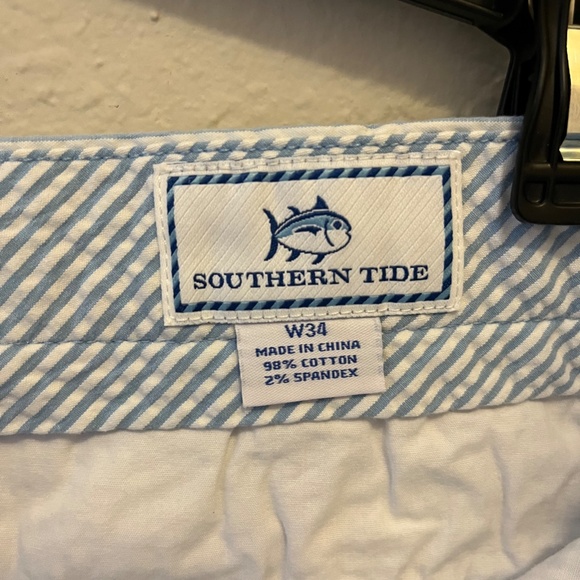 SOUTHERN TIDE
W34
MADE IN CHINA
98% COTTON
2% SPANDEX